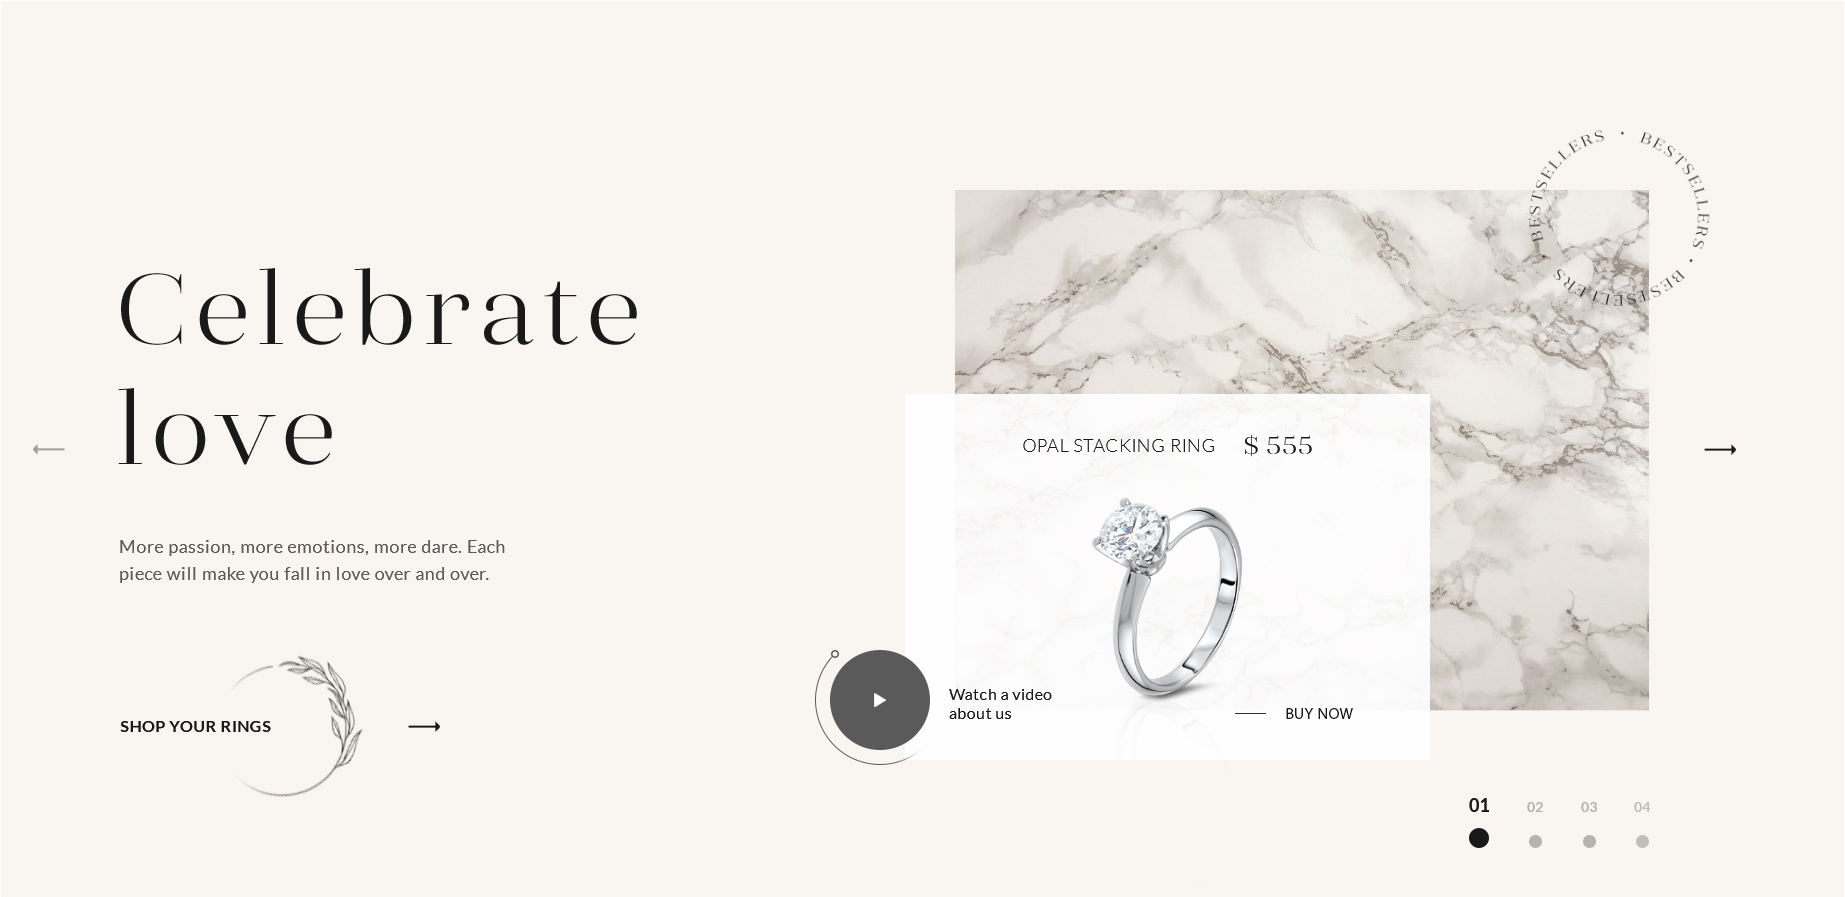 BESTSELLERS • BESTSELLERS • BESTSELLERS •
Celebrate
love
OPAL STACKING RING $ 555
More passion, more emotions, more dare. Each
piece will make you fall in love over and over.
SHOP YOUR RINGS
Watch a video
about us
BUY NOW
01 02 03 04